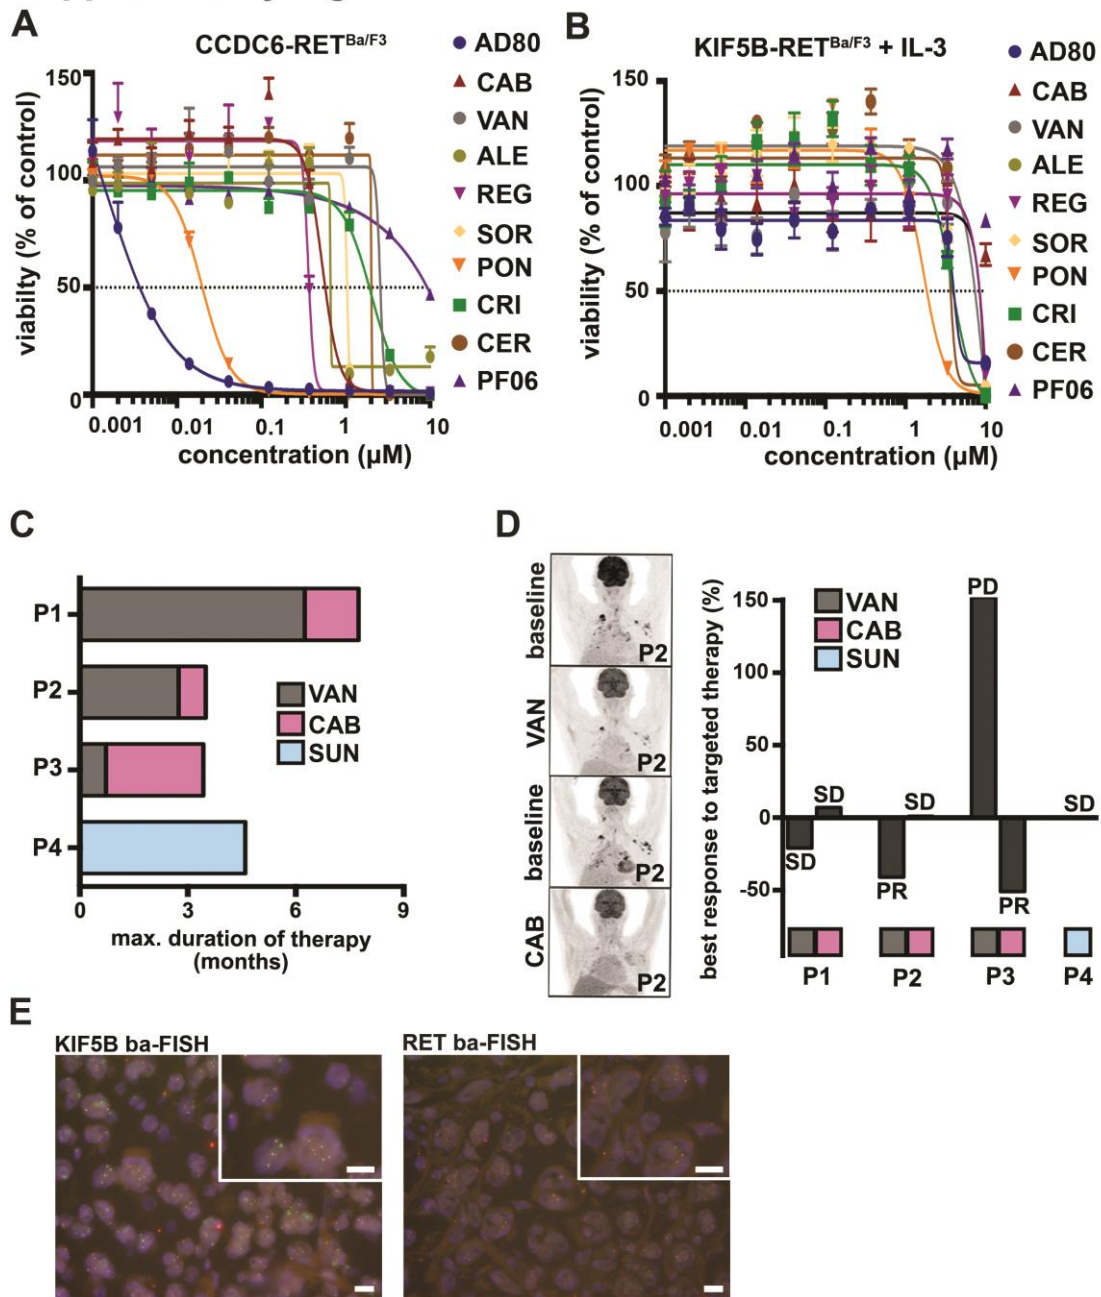 A
CCDC6-RET^Ba/F3
viabilty (% of control)
150
100
50
0
0.001 0.01 0.1 1 10
concentration (µM)
AD80
CAB
VAN
ALE
REG
SOR
PON
CRI
CER
PF06
B
KIF5B-RET^Ba/F3 + IL-3
viability (% of control)
150
100
50
0
0.001 0.01 0.1 1 10
concentration (µM)
AD80
CAB
VAN
ALE
REG
SOR
PON
CRI
CER
PF06
C
P1
P2
P3
P4
VAN
CAB
SUN
0 3 6 9
max. duration of therapy
(months)
D
baseline
P2
VAN
P2
baseline
P2
CAB
P2
best response to targeted therapy (%)
150
100
50
0
-50
VAN
CAB
SUN
PD
SD SD SD
SD PR PR
P1 P2 P3 P4
E
KIF5B ba-FISH RET ba-FISH